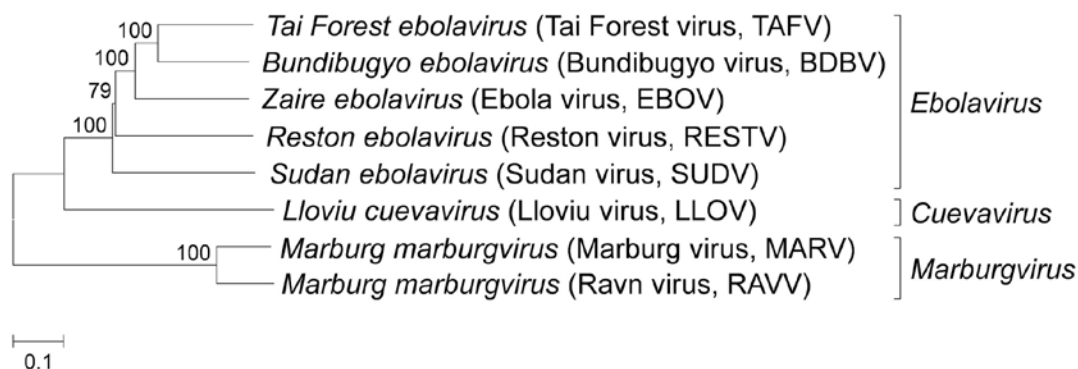 100
Tai Forest ebolavirus (Tai Forest virus, TAFV)
100
Bundibugyo ebolavirus (Bundibugyo virus, BDBV)
79
Zaire ebolavirus (Ebola virus, EBOV)
Ebolavirus
100
Reston ebolavirus (Reston virus, RESTV)
Sudan ebolavirus (Sudan virus, SUDV)
Lloviu cuevavirus (Lloviu virus, LLOV)
Cuevavirus
100
Marburg marburgvirus (Marburg virus, MARV)
Marburgvirus
Marburg marburgvirus (Ravn virus, RAVV)
0.1